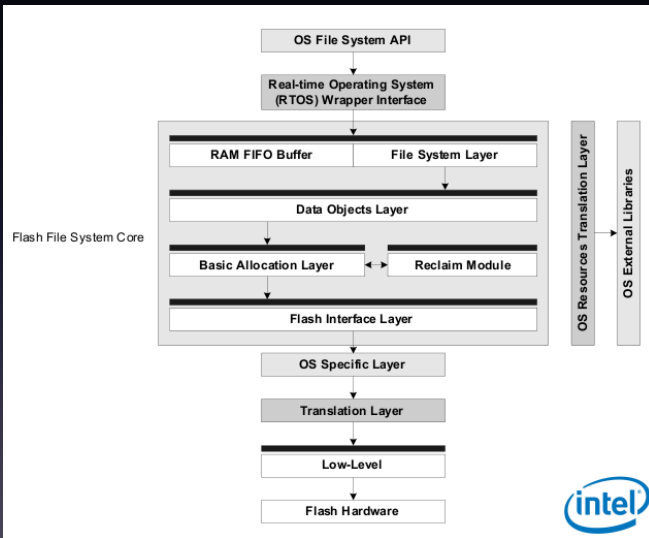 OS File System API
Real-time Operating System
(RTOS) Wrapper Interface
RAM FIFO Buffer
File System Layer
Data Objects Layer
Flash File System Core
Basic Allocation Layer
Reclaim Module
Flash Interface Layer
OS Resources Translation Layer
OS External Libraries
OS Specific Layer
Translation Layer
Low-Level
Flash Hardware
intel